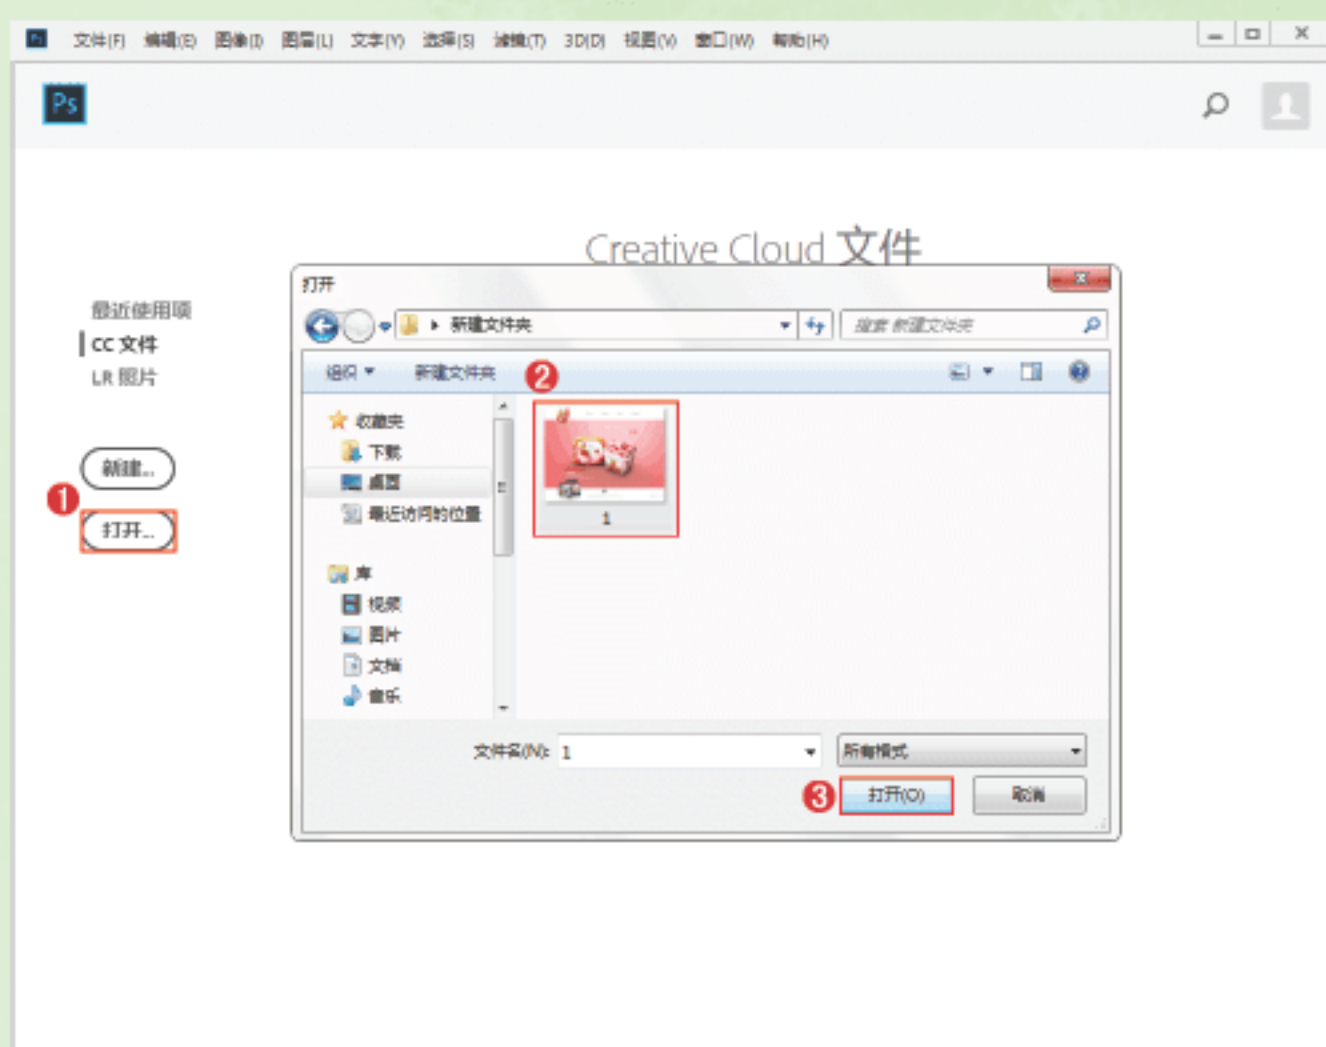 文件(F) 编辑(E) 图像(I) 图层(L) 文字(Y) 选择(S) 滤镜(T) 3D(D) 视图(V) 窗口(W) 帮助(H)
Ps
Creative Cloud 文件
打开
最近使用项
CC 文件
LR 照片
新建...
1
打开...
新建文件夹
搜索 新建文件夹
组织
新建文件夹
2
收藏夹
下载
桌面
最近访问的位置
1
库
视频
图片
文档
音乐
文件名(N): 1
所有格式
3
打开(O)
取消